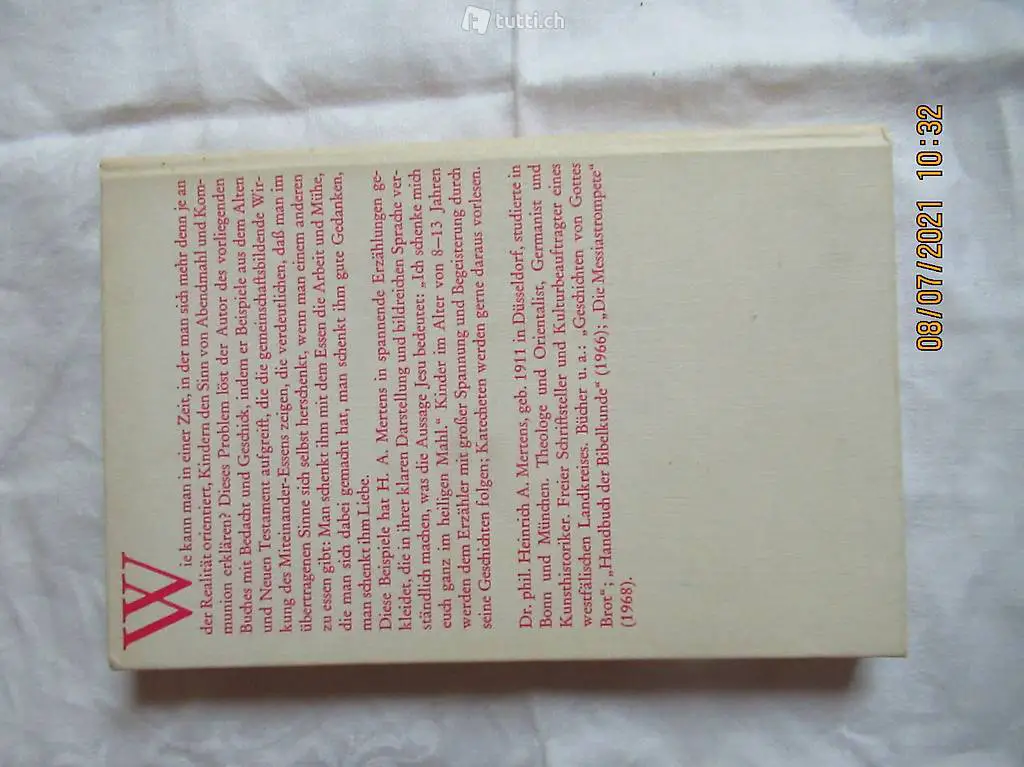 tutti.ch
Wie kann man in einer Zeit, in der man sich mehr denn je an
der Realität orientiert, Kindern den Sinn von Abendmahl und Kom-
munion erklären? Dieses Problem löst der Autor des vorliegenden
Buches mit Bedacht und Geschick, indem er Beispiele aus dem Alten
und Neuen Testament aufgreift, die die gemeinschaftsbildende Wir-
kung des Miteinander-Essens zeigen, die verdeutlichen, daß man im
übertragenen Sinne sich selbst herschenkt, wenn man einem anderen
zu essen gibt: Man schenkt ihm mit dem Essen die Arbeit und Mühe,
die man sich dabei gemacht hat, man schenkt ihm gute Gedanken,
man schenkt ihm Liebe.
Diese Beispiele hat H. A. Mertens in spannende Erzählungen ge-
kleidet, die in ihrer klaren Darstellung und bildreichen Sprache ver-
ständlich machen, was die Aussage Jesu bedeutet: „Ich schenke mich
euch ganz im heiligen Mahl.“ Kinder im Alter von 8–13 Jahren
werden dem Erzähler mit großer Spannung und Begeisterung durch
seine Geschichten folgen; Katecheten werden gerne daraus vorlesen.
Dr. phil. Heinrich A. Mertens, geb. 1911 in Düsseldorf, studierte in
Bonn und München. Theologe und Orientalist, Germanist und
Kunsthistoriker. Freier Schriftsteller und Kulturbeauftragter eines
westfälischen Landkreises. Bücher u. a.: „Geschichten von Gottes
Brot“; „Handbuch der Bibelkunde“ (1966); „Die Messiastrompete“
(1968).
08/07/2021 10:32